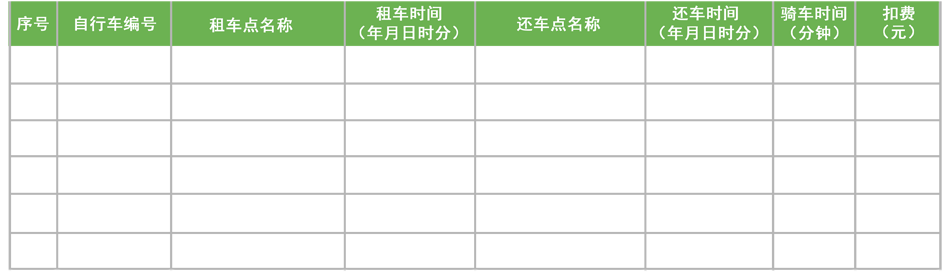 序号
自行车编号
租车点名称
租车时间
（年月日时分）
还车点名称
还车时间
（年月日时分）
骑车时间
（分钟）
扣费
（元）